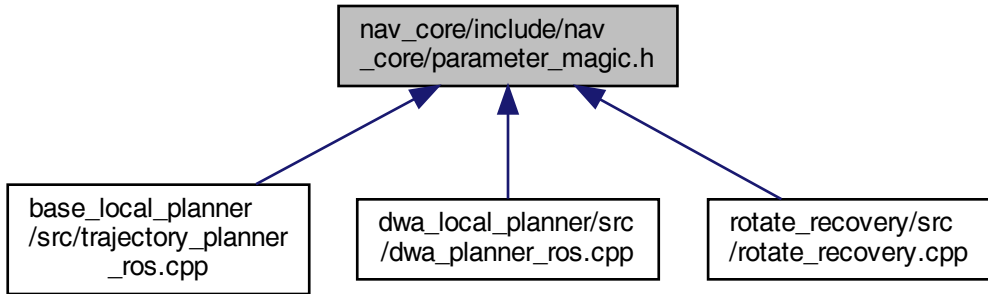 nav_core/include/nav
_core/parameter_magic.h
base_local_planner
/src/trajectory_planner
_ros.cpp
dwa_local_planner/src
/dwa_planner_ros.cpp
rotate_recovery/src
/rotate_recovery.cpp